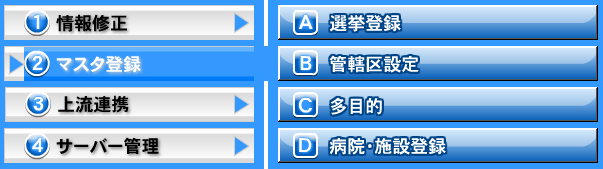 1 情報修正
2 マスタ登録
3 上流連携
4 サーバー管理
A 選挙登録
B 管轄区設定
C 多目的
D 病院・施設登録